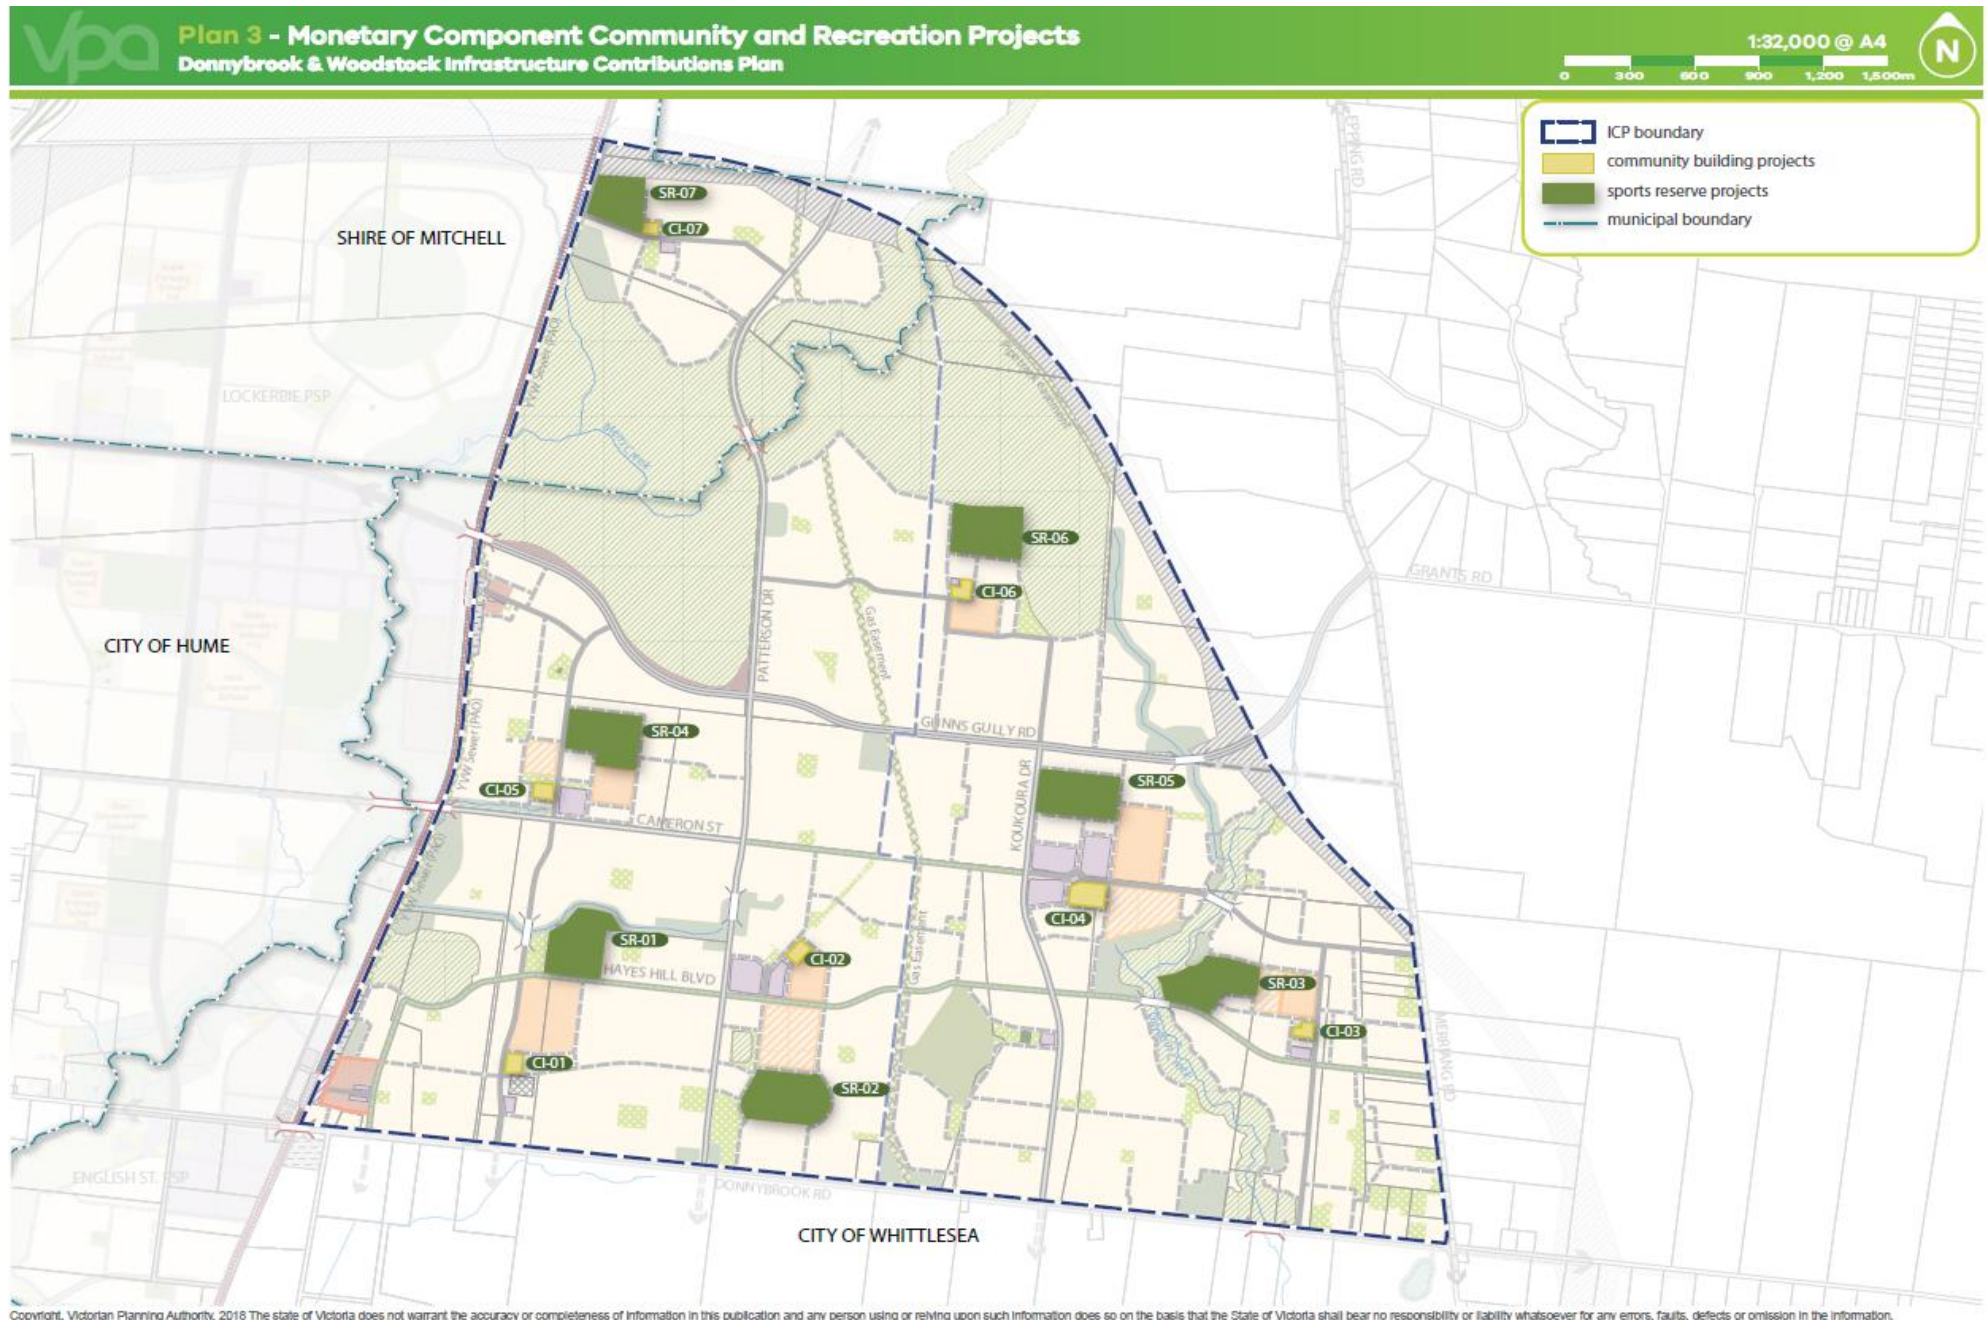 vpa
Plan 3 - Monetary Component Community and Recreation Projects
Donnybrook & Woodstock Infrastructure Contributions Plan
1:32,000 @ A4
0 300 600 900 1,200 1,500m
N
ICP boundary
community building projects
sports reserve projects
municipal boundary
EPPING RD
SR-07
CI-07
SHIRE OF MITCHELL
YVW Sewer (PAO)
LOCKERBIE PSP
Merri Creek
SR-06
GRANTS RD
CI-06
PATTERSON DR
Gas Easement
CITY OF HUME
YVW Sewer (PAO)
SR-04
GUNNS GULLY RD
CI-05
SR-05
KOUKOURA DR
CAMERON ST
YVW Sewer (PAO)
CI-04
SR-01
CI-02
Gas Easement
HAYES HILL BLVD
SR-03
CI-03
MERRIANG RD
CI-01
SR-02
ENGLISH ST. PSP
DONNYBROOK RD
CITY OF WHITTLESEA
Copyright, Victorian Planning Authority, 2018 The state of Victoria does not warrant the accuracy or completeness of information in this publication and any person using or relying upon such information does so on the basis that the State of Victoria shall bear no responsibility or liability whatsoever for any errors, faults, defects or omission in the information.